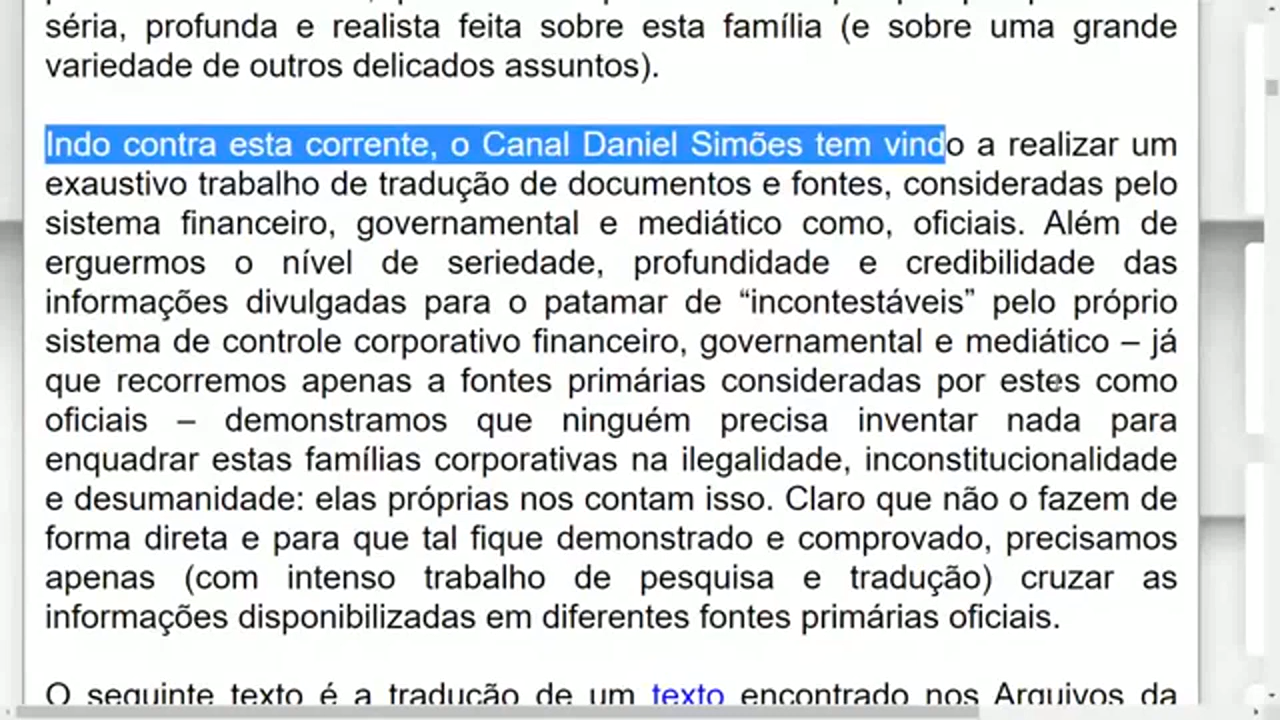 séria, profunda e realista feita sobre esta família (e sobre uma grande
variedade de outros delicados assuntos).
Indo contra esta corrente, o Canal Daniel Simões tem vindo a realizar um
exaustivo trabalho de tradução de documentos e fontes, consideradas pelo
sistema financeiro, governamental e mediático como, oficiais. Além de
erguermos o nível de seriedade, profundidade e credibilidade das
informações divulgadas para o patamar de “incontestáveis” pelo próprio
sistema de controle corporativo financeiro, governamental e mediático – já
que recorremos apenas a fontes primárias consideradas por estes como
oficiais – demonstramos que ninguém precisa inventar nada para
enquadrar estas famílias corporativas na ilegalidade, inconstitucionalidade
e desumanidade: elas próprias nos contam isso. Claro que não o fazem de
forma direta e para que tal fique demonstrado e comprovado, precisamos
apenas (com intenso trabalho de pesquisa e tradução) cruzar as
informações disponibilizadas em diferentes fontes primárias oficiais.
O seguinte texto é a tradução de um texto encontrado nos Arquivos da